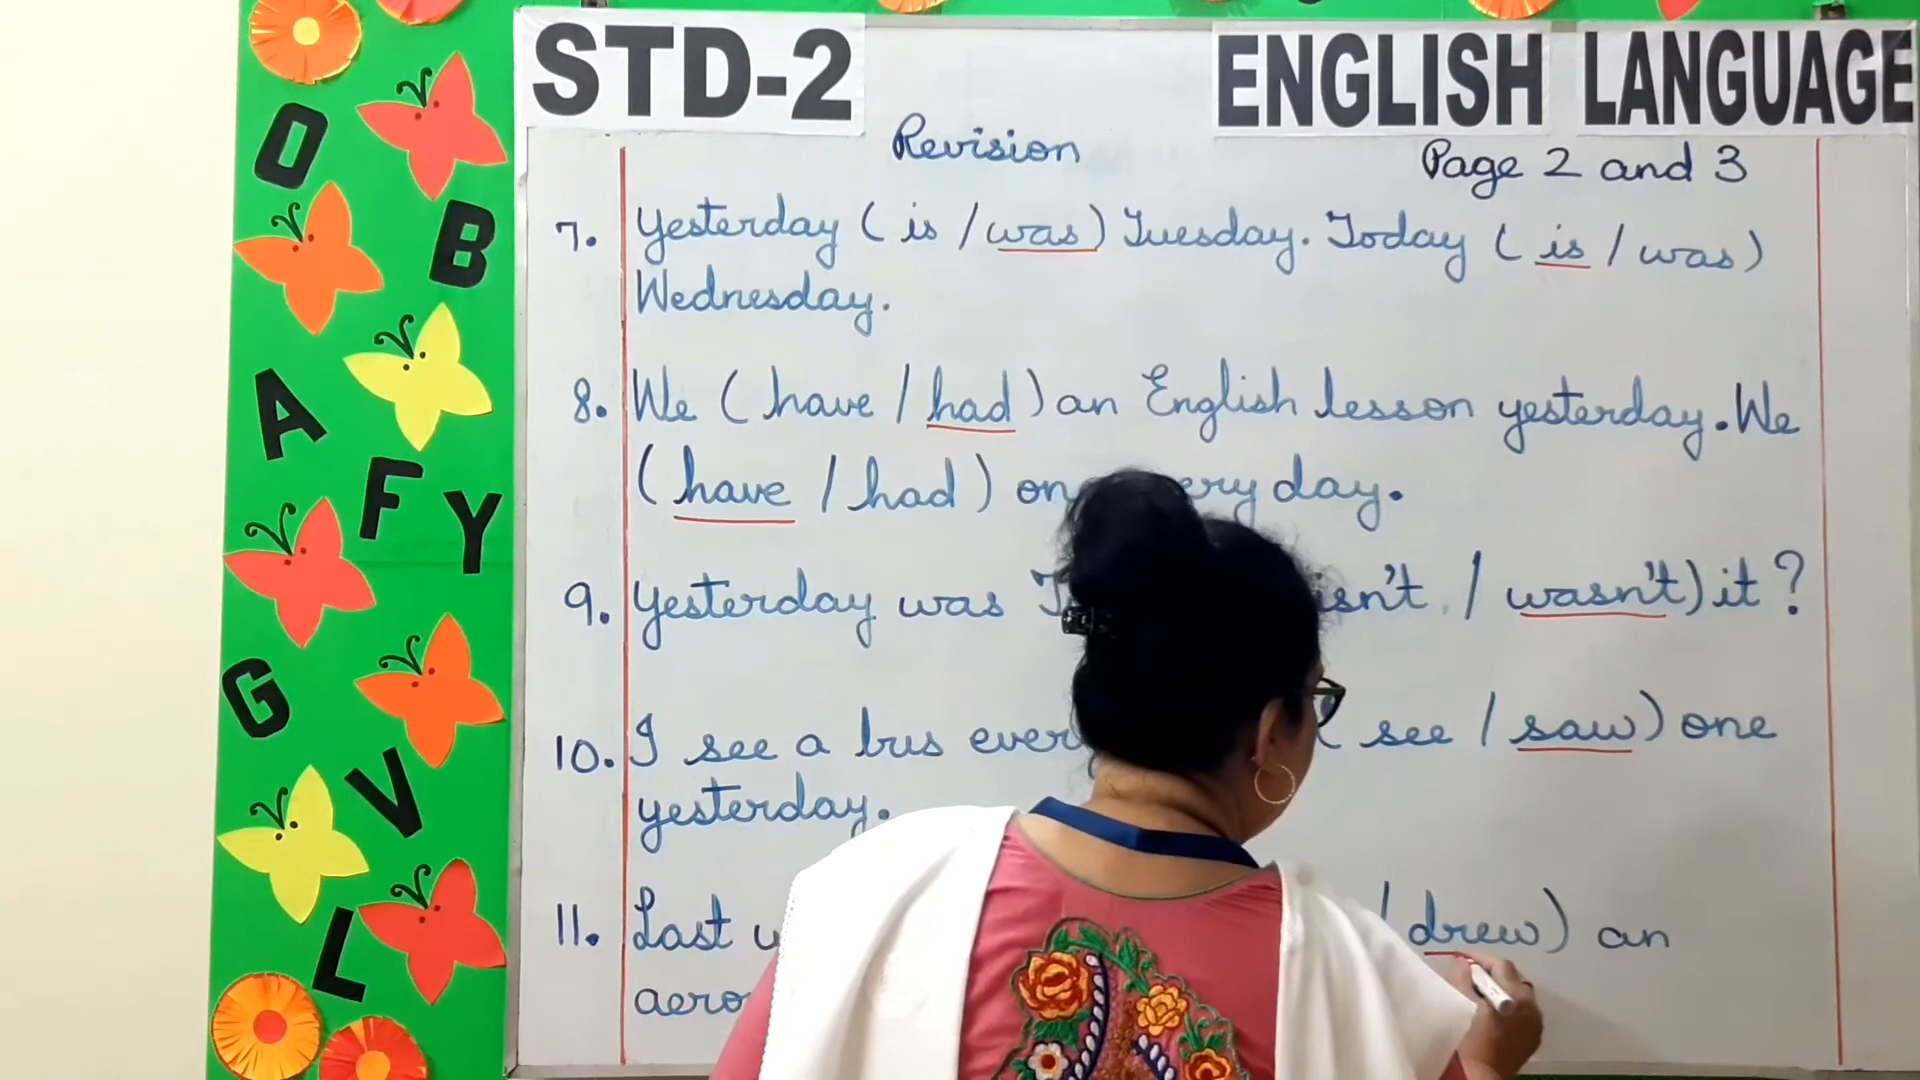 STD-2
ENGLISH LANGUAGE
Revision
Page 2 and 3
7. Yesterday ( is / was ) Tuesday. Today ( is / was )
Wednesday.
8. We ( have / had ) an English lesson yesterday. We
( have / had ) day.
9. Yesterday was isn't / wasn't ) it ?
10. I see a bus see / saw ) one
yesterday.
11. Last / drew ) an
O
B
A
F
Y
G
V
L